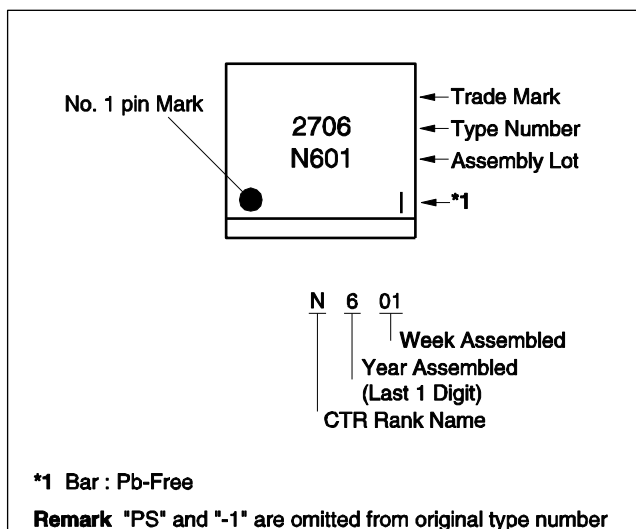 No. 1 pin Mark
Trade Mark
2706
Type Number
N601
Assembly Lot
*1
N 6 01
Week Assembled
Year Assembled
(Last 1 Digit)
CTR Rank Name
*1 Bar : Pb-Free
Remark "PS" and "-1" are omitted from original type number